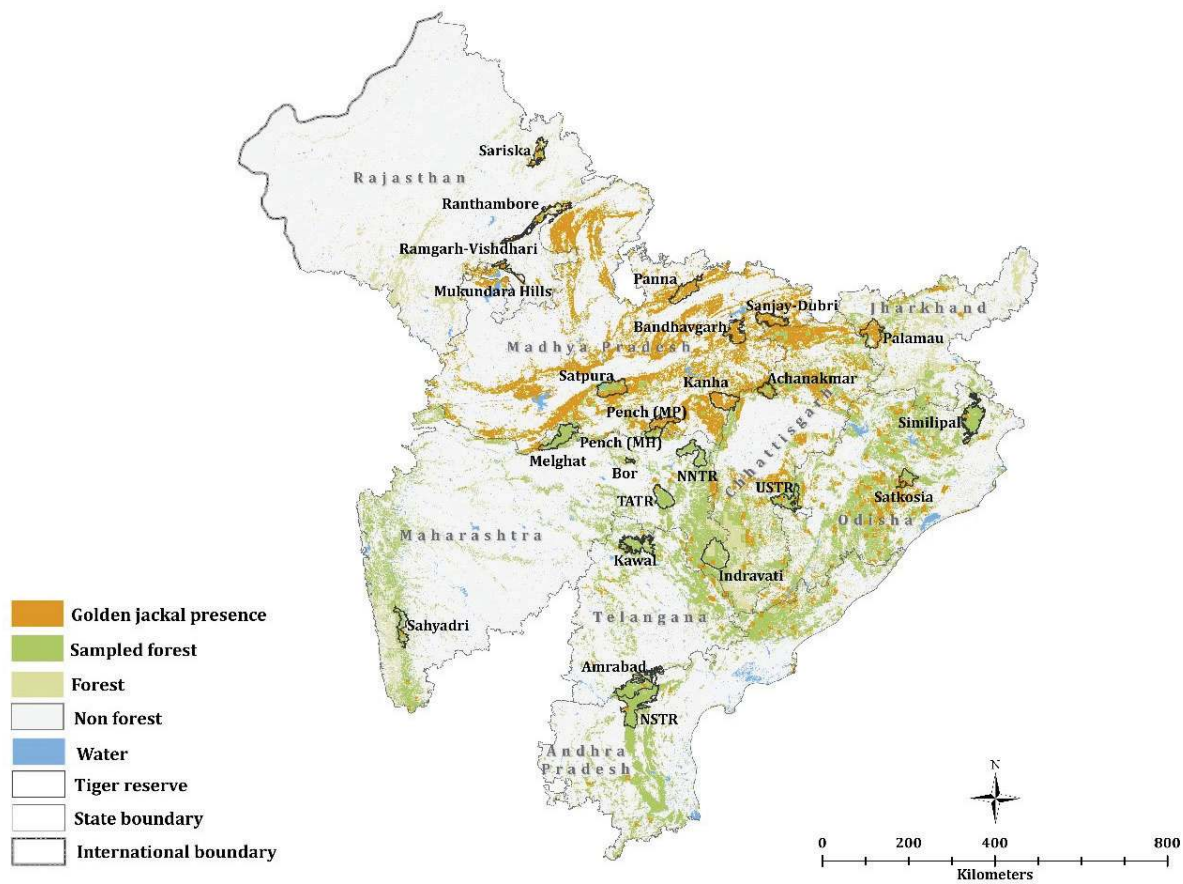 Sariska
Rajasthan
Ranthambore
Ramgarh-Vishdhari
Mukundara Hills
Panna
Sanjay-Dubri
Jharkhand
Bandhavgarh
Palamau
Madhya Pradesh
Satpura
Kanha
Achanakmar
Pench (MP)
Similipal
Pench (MH)
Melghat
Chhattisgarh
Bor
NNTR
USTR
Satkosia
TATR
Odisha
Maharashtra
Kawal
Indravati
Telangana
Sahyadri
Amrabad
NSTR
Andhra
Pradesh
Golden jackal presence
Sampled forest
Forest
Non forest
Water
Tiger reserve
State boundary
International boundary
N
0 200 400 800
Kilometers